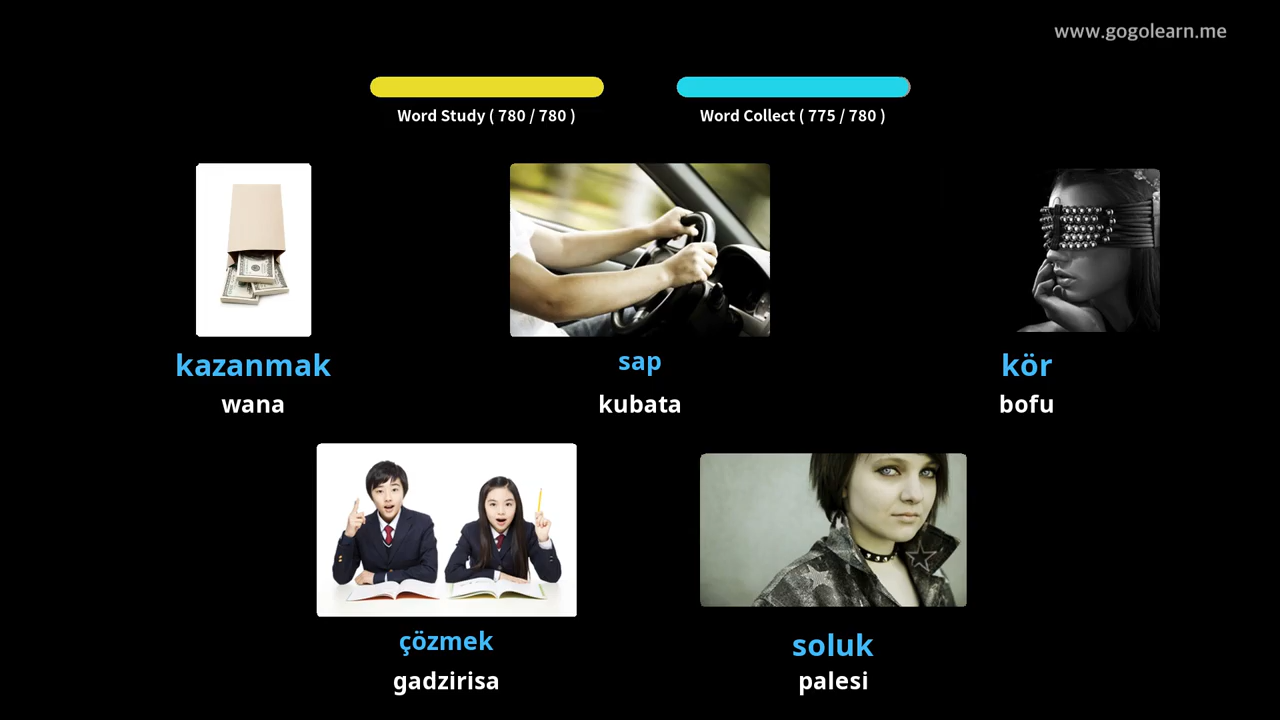 www.gogolearn.me
Word Study ( 780 / 780 )
Word Collect ( 775 / 780 )
kazanmak
wana
sap
kubata
kör
bofu
çözmek
gadzirisa
soluk
palesi